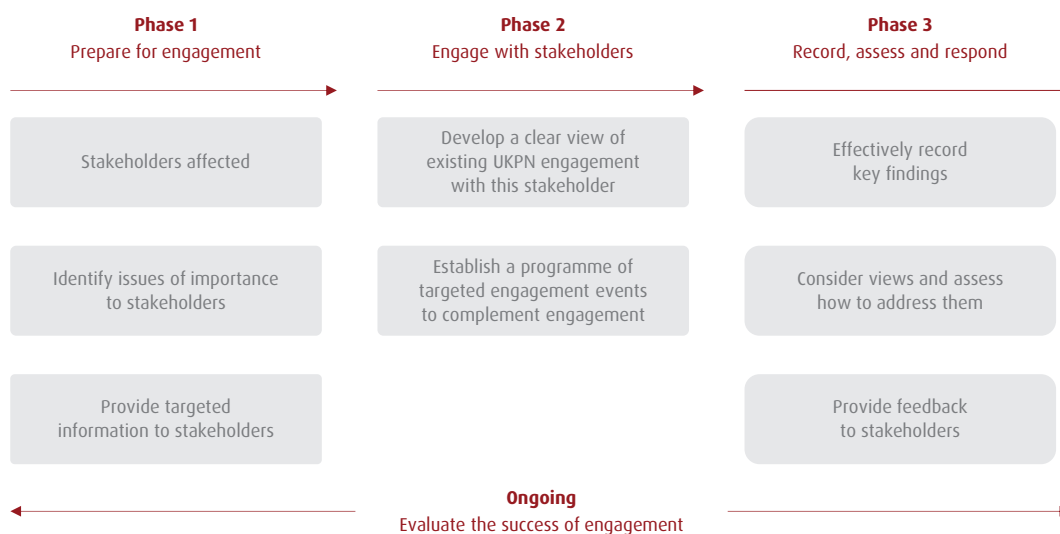 Phase 1
Prepare for engagement
Phase 2
Engage with stakeholders
Phase 3
Record, assess and respond
Stakeholders affected
Develop a clear view of
existing UKPN engagement
with this stakeholder
Effectively record
key findings
Identify issues of importance
to stakeholders
Establish a programme of
targeted engagement events
to complement engagement
Consider views and assess
how to address them
Provide targeted
information to stakeholders
Provide feedback
to stakeholders
Ongoing
Evaluate the success of engagement